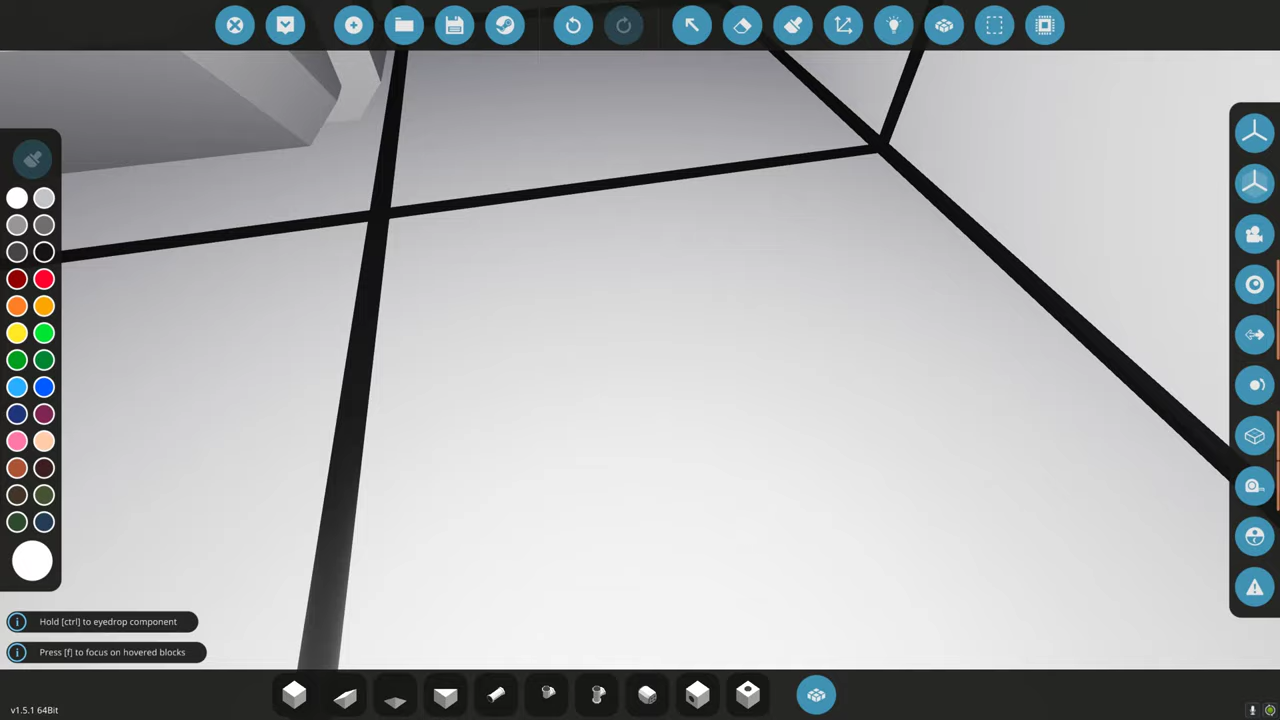 Hold [ctrl] to eyedrop component
Press [f] to focus on hovered blocks
v1.5.1 64Bit